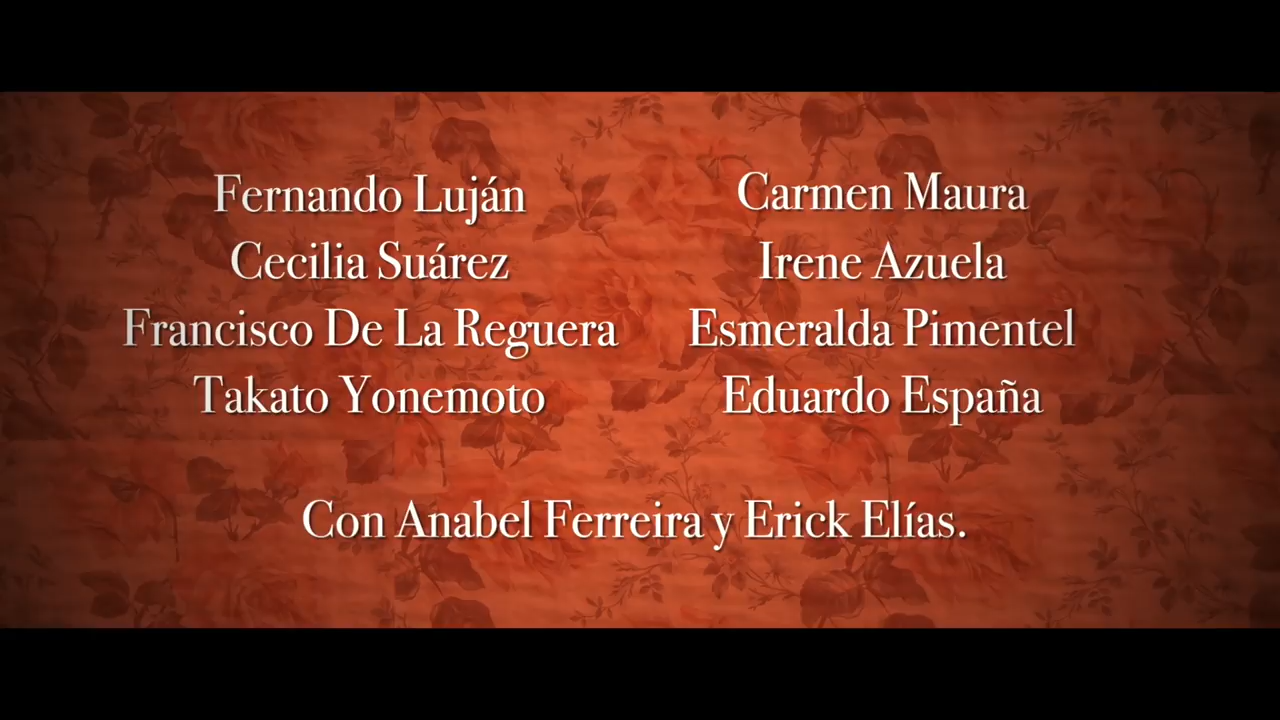 Fernando Luján
Carmen Maura
Cecilia Suárez
Irene Azuela
Francisco De La Reguera
Esmeralda Pimentel
Takato Yonemoto
Eduardo España
Con Anabel Ferreira y Erick Elías.